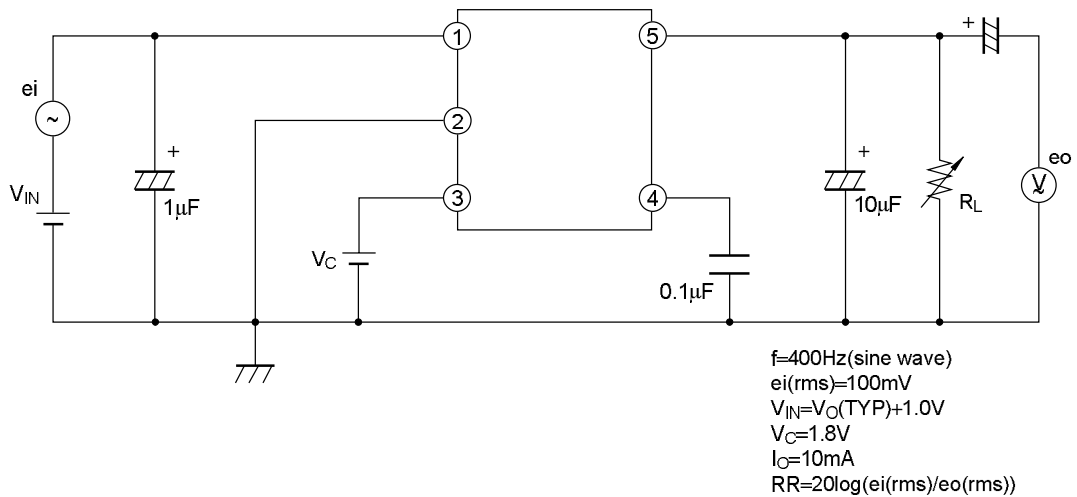 1
5
+
ei
~
2
+
+
eo
V
~
V_IN
1μF
3
4
10μF
R_L
V_C
0.1μF
f=400Hz(sine wave)
ei(rms)=100mV
V_IN=V_O(TYP)+1.0V
V_C=1.8V
I_O=10mA
RR=20log(ei(rms)/eo(rms))